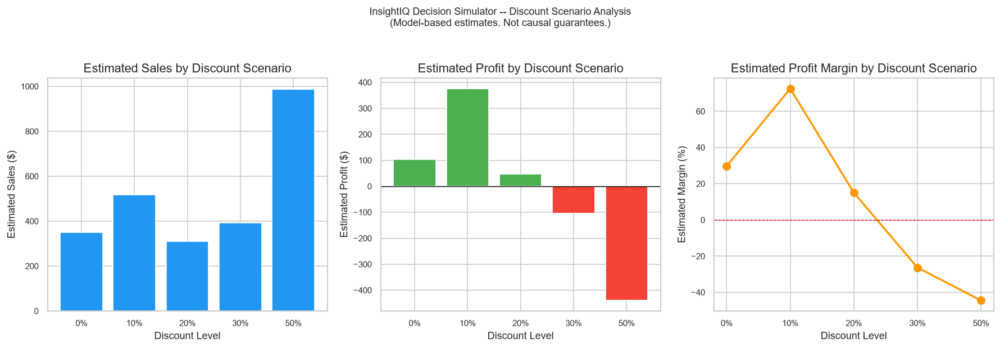 InsightIQ Decision Simulator -- Discount Scenario Analysis
(Model-based estimates. Not causal guarantees.)
Estimated Sales by Discount Scenario
Estimated Sales ($)
1000
800
600
400
200
0
0% 10% 20% 30% 50%
Discount Level
Estimated Profit by Discount Scenario
Estimated Profit ($)
400
300
200
100
0
−100
−200
−300
−400
0% 10% 20% 30% 50%
Discount Level
Estimated Profit Margin by Discount Scenario
Estimated Margin (%)
60
40
20
0
−20
−40
0% 10% 20% 30% 50%
Discount Level